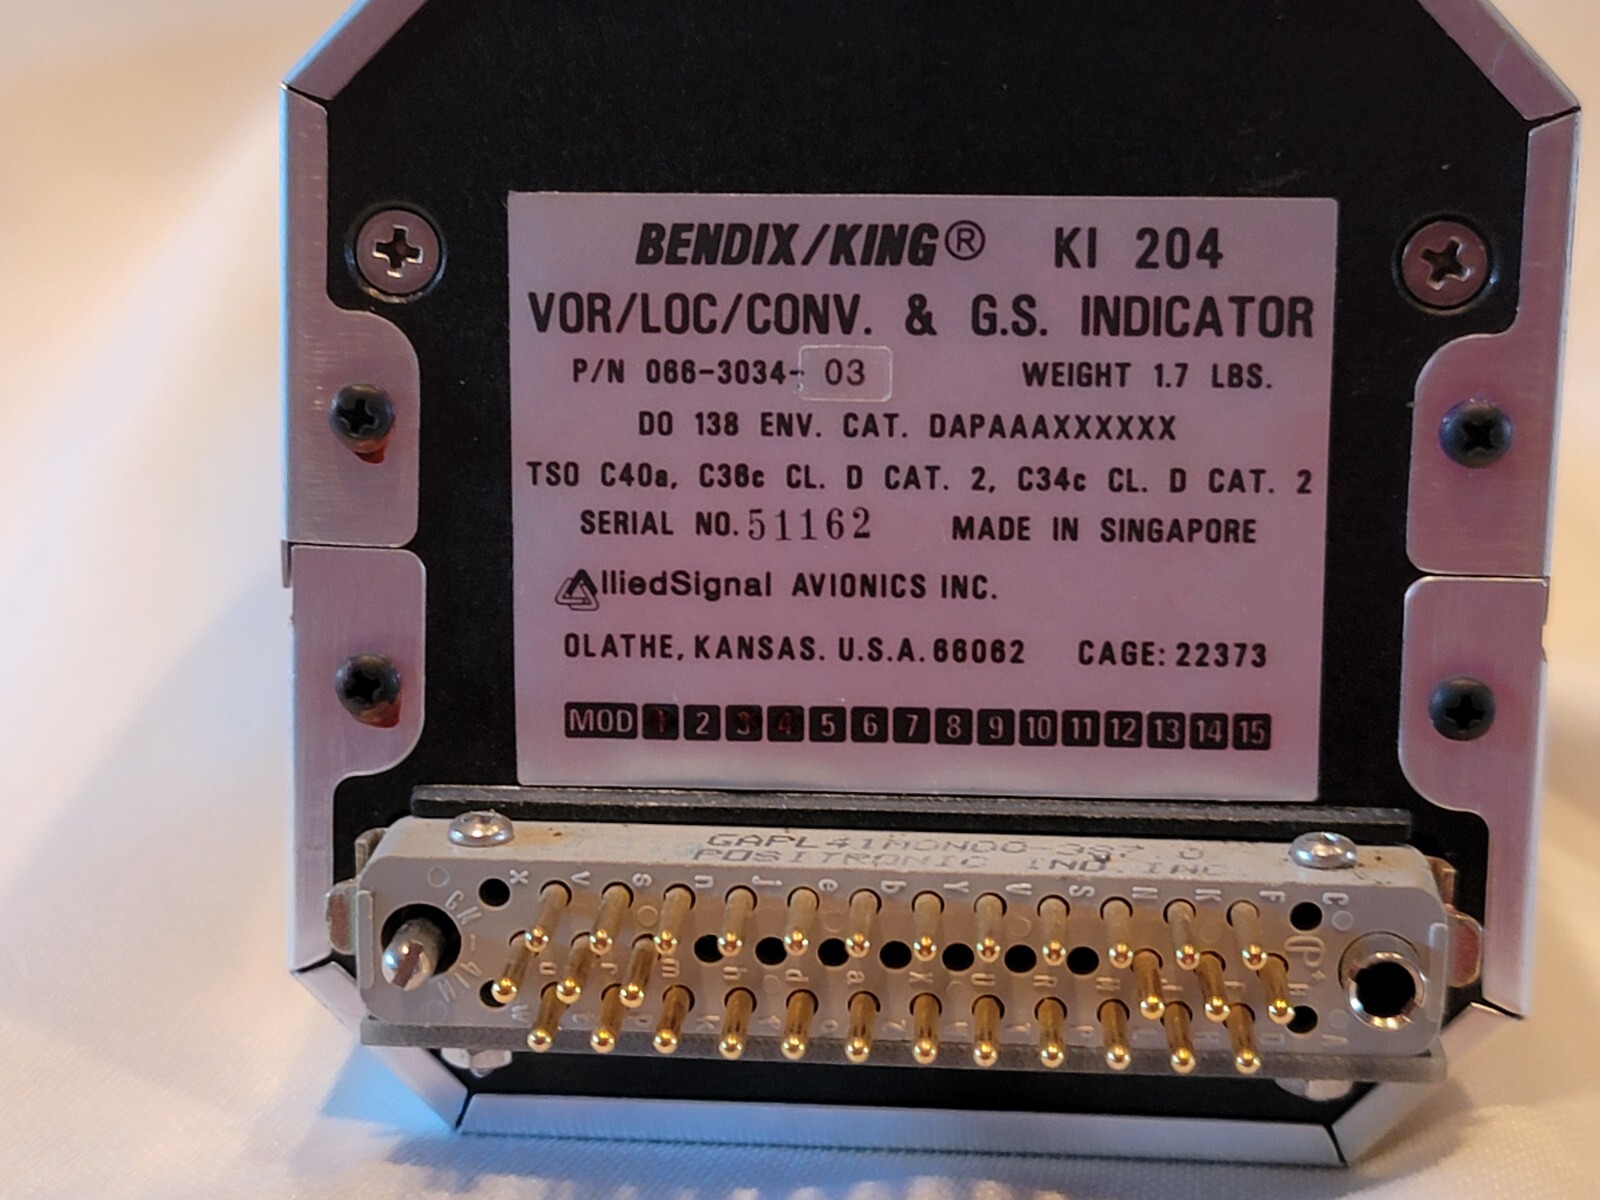 BENDIX/KING® KI 204
VOR/LOC/CONV. & G.S. INDICATOR
P/N 066-3034-03 WEIGHT 1.7 LBS.
DO 138 ENV. CAT. DAPAAAXXXXXX
TSO C40a, C36c CL. D CAT. 2, C34c CL. D CAT. 2
SERIAL NO. 51162 MADE IN SINGAPORE
AlliedSignal AVIONICS INC.
OLATHE, KANSAS. U.S.A. 66062 CAGE: 22373
MOD 1 2 3 4 5 6 7 8 9 10 11 12 13 14 15
POSITRONIC IND. INC
x v s n j e b Y V S N K F C